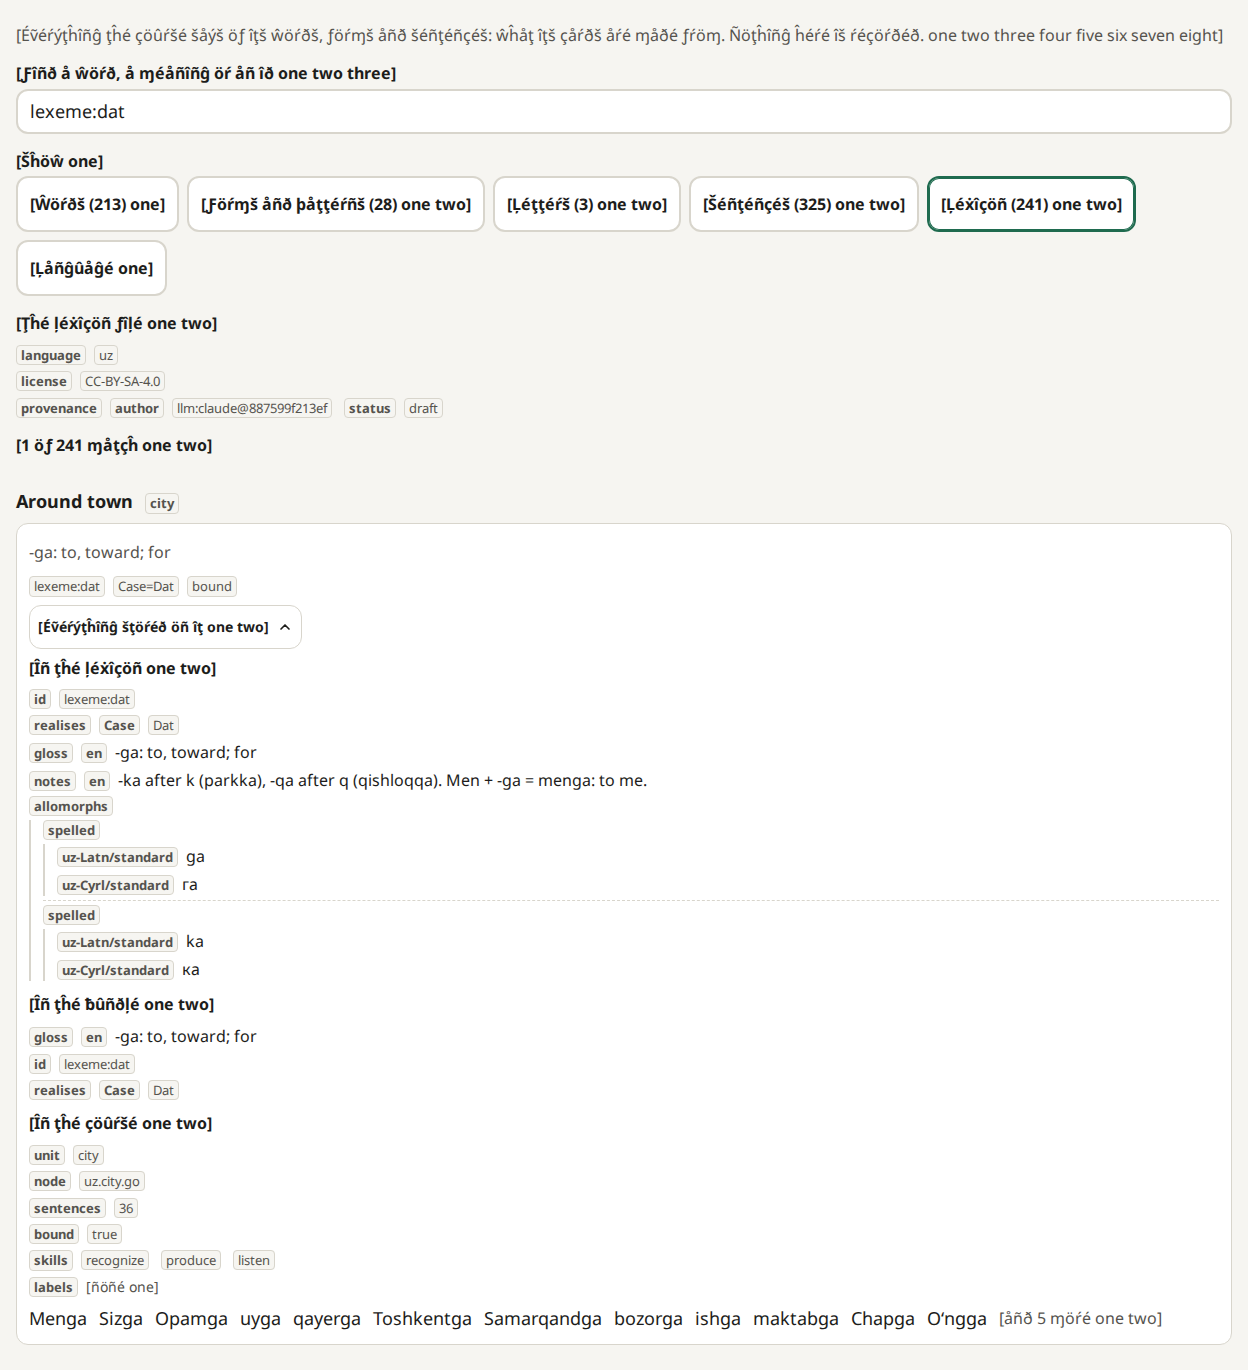 [Éṽéŕýţĥîñĝ ţĥé çöûŕšé šåýš öƒ îţš ŵöŕðš, ƒöŕɱš åñð šéñţéñçéš: ŵĥåţ îţš çåŕðš åŕé ɱåðé ƒŕöɱ. Ñöţĥîñĝ ĥéŕé îš ŕéçöŕðéð. one two three four five six seven eight]
[Ƒîñð å ŵöŕð, å ɱéåñîñĝ öŕ åñ îð one two three]
lexeme:dat
[Šĥöŵ one]
[Ŵöŕðš (213) one] [Ƒöŕɱš åñð þåţţéŕñš (28) one two] [Ļéţţéŕš (3) one two] [Šéñţéñçéš (325) one two] [Ļéẋîçöñ (241) one two]
[Ļåñĝûåĝé one]
[Ţĥé ļéẋîçöñ ƒîļé one two]
language uz
license CC-BY-SA-4.0
provenance author llm:claude@887599f213ef status draft
[1 öƒ 241 ɱåţçĥ one two]
Around town city
-ga: to, toward; for
lexeme:dat Case=Dat bound
[Éṽéŕýţĥîñĝ šţöŕéð öñ îţ one two]
[Îñ ţĥé ļéẋîçöñ one two]
id lexeme:dat
realises Case Dat
gloss en -ga: to, toward; for
notes en -ka after k (parkka), -qa after q (qishloqqa). Men + -ga = menga: to me.
allomorphs
spelled
uz-Latn/standard ga
uz-Cyrl/standard га
spelled
uz-Latn/standard ka
uz-Cyrl/standard ка
[Îñ ţĥé ƀûñðļé one two]
gloss en -ga: to, toward; for
id lexeme:dat
realises Case Dat
[Îñ ţĥé çöûŕšé one two]
unit city
node uz.city.go
sentences 36
bound true
skills recognize produce listen
labels [ñöñé one]
Menga Sizga Opamga uyga qayerga Toshkentga Samarqandga bozorga ishga maktabga Chapga Oʻngga [åñð 5 ɱöŕé one two]